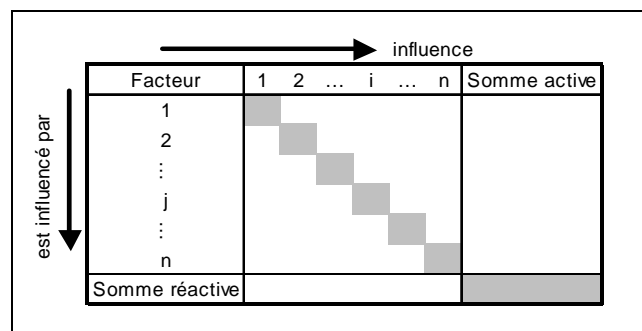 influence
Facteur 1 2 … i … n Somme active
1
2
⋮
j
⋮
n
Somme réactive
est influencé par